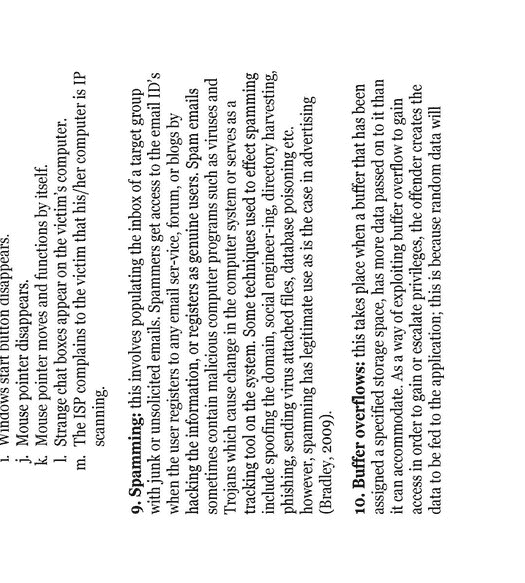 i. Windows start button disappears.
j. Mouse pointer disappears.
k. Mouse pointer moves and functions by itself.
l. Strange chat boxes appear on the victim's computer.
m. The ISP complains to the victim that his/her computer is IP
scanning.
9. Spamming: this involves populating the inbox of a target group
with junk or unsolicited emails. Spammers get access to the email ID's
when the user registers to any email ser-vice, forum, or blogs by
hacking the information, or registers as genuine users. Spam emails
sometimes contain malicious computer programs such as viruses and
Trojans which cause change in the computer system or serves as a
tracking tool on the system. Some techniques used to effect spamming
include spoofing the domain, social engineer-ing, directory harvesting,
phishing, sending virus attached files, database poisoning etc.
however, spamming has legitimate use as is the case in advertising
(Bradley, 2009).
10. Buffer overflows: this takes place when a buffer that has been
assigned a specified storage space, has more data passed on to it than
it can accommodate. As a way of exploiting buffer overflow to gain
access in order to gain or escalate privileges, the offender creates the
data to be fed to the application; this is because random data will